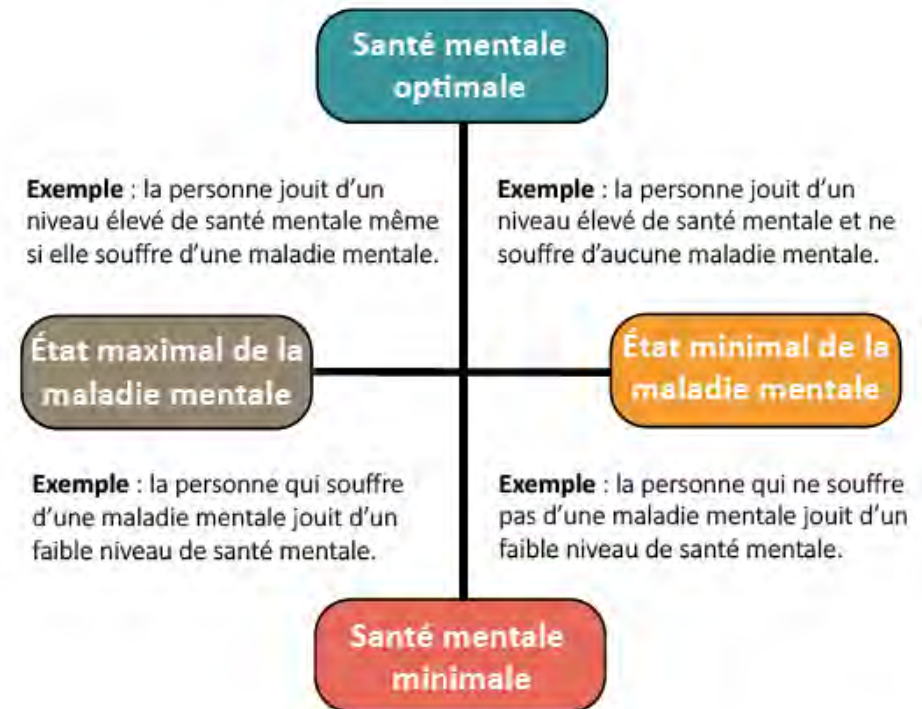 Santé mentale
optimale
Exemple : la personne jouit d'un
niveau élevé de santé mentale même
si elle souffre d'une maladie mentale.
Exemple : la personne jouit d'un
niveau élevé de santé mentale et ne
souffre d'aucune maladie mentale.
État maximal de la
maladie mentale
État minimal de la
maladie mentale
Exemple : la personne qui souffre
d'une maladie mentale jouit d'un
faible niveau de santé mentale.
Exemple : la personne qui ne souffre
pas d'une maladie mentale jouit d'un
faible niveau de santé mentale.
Santé mentale
minimale